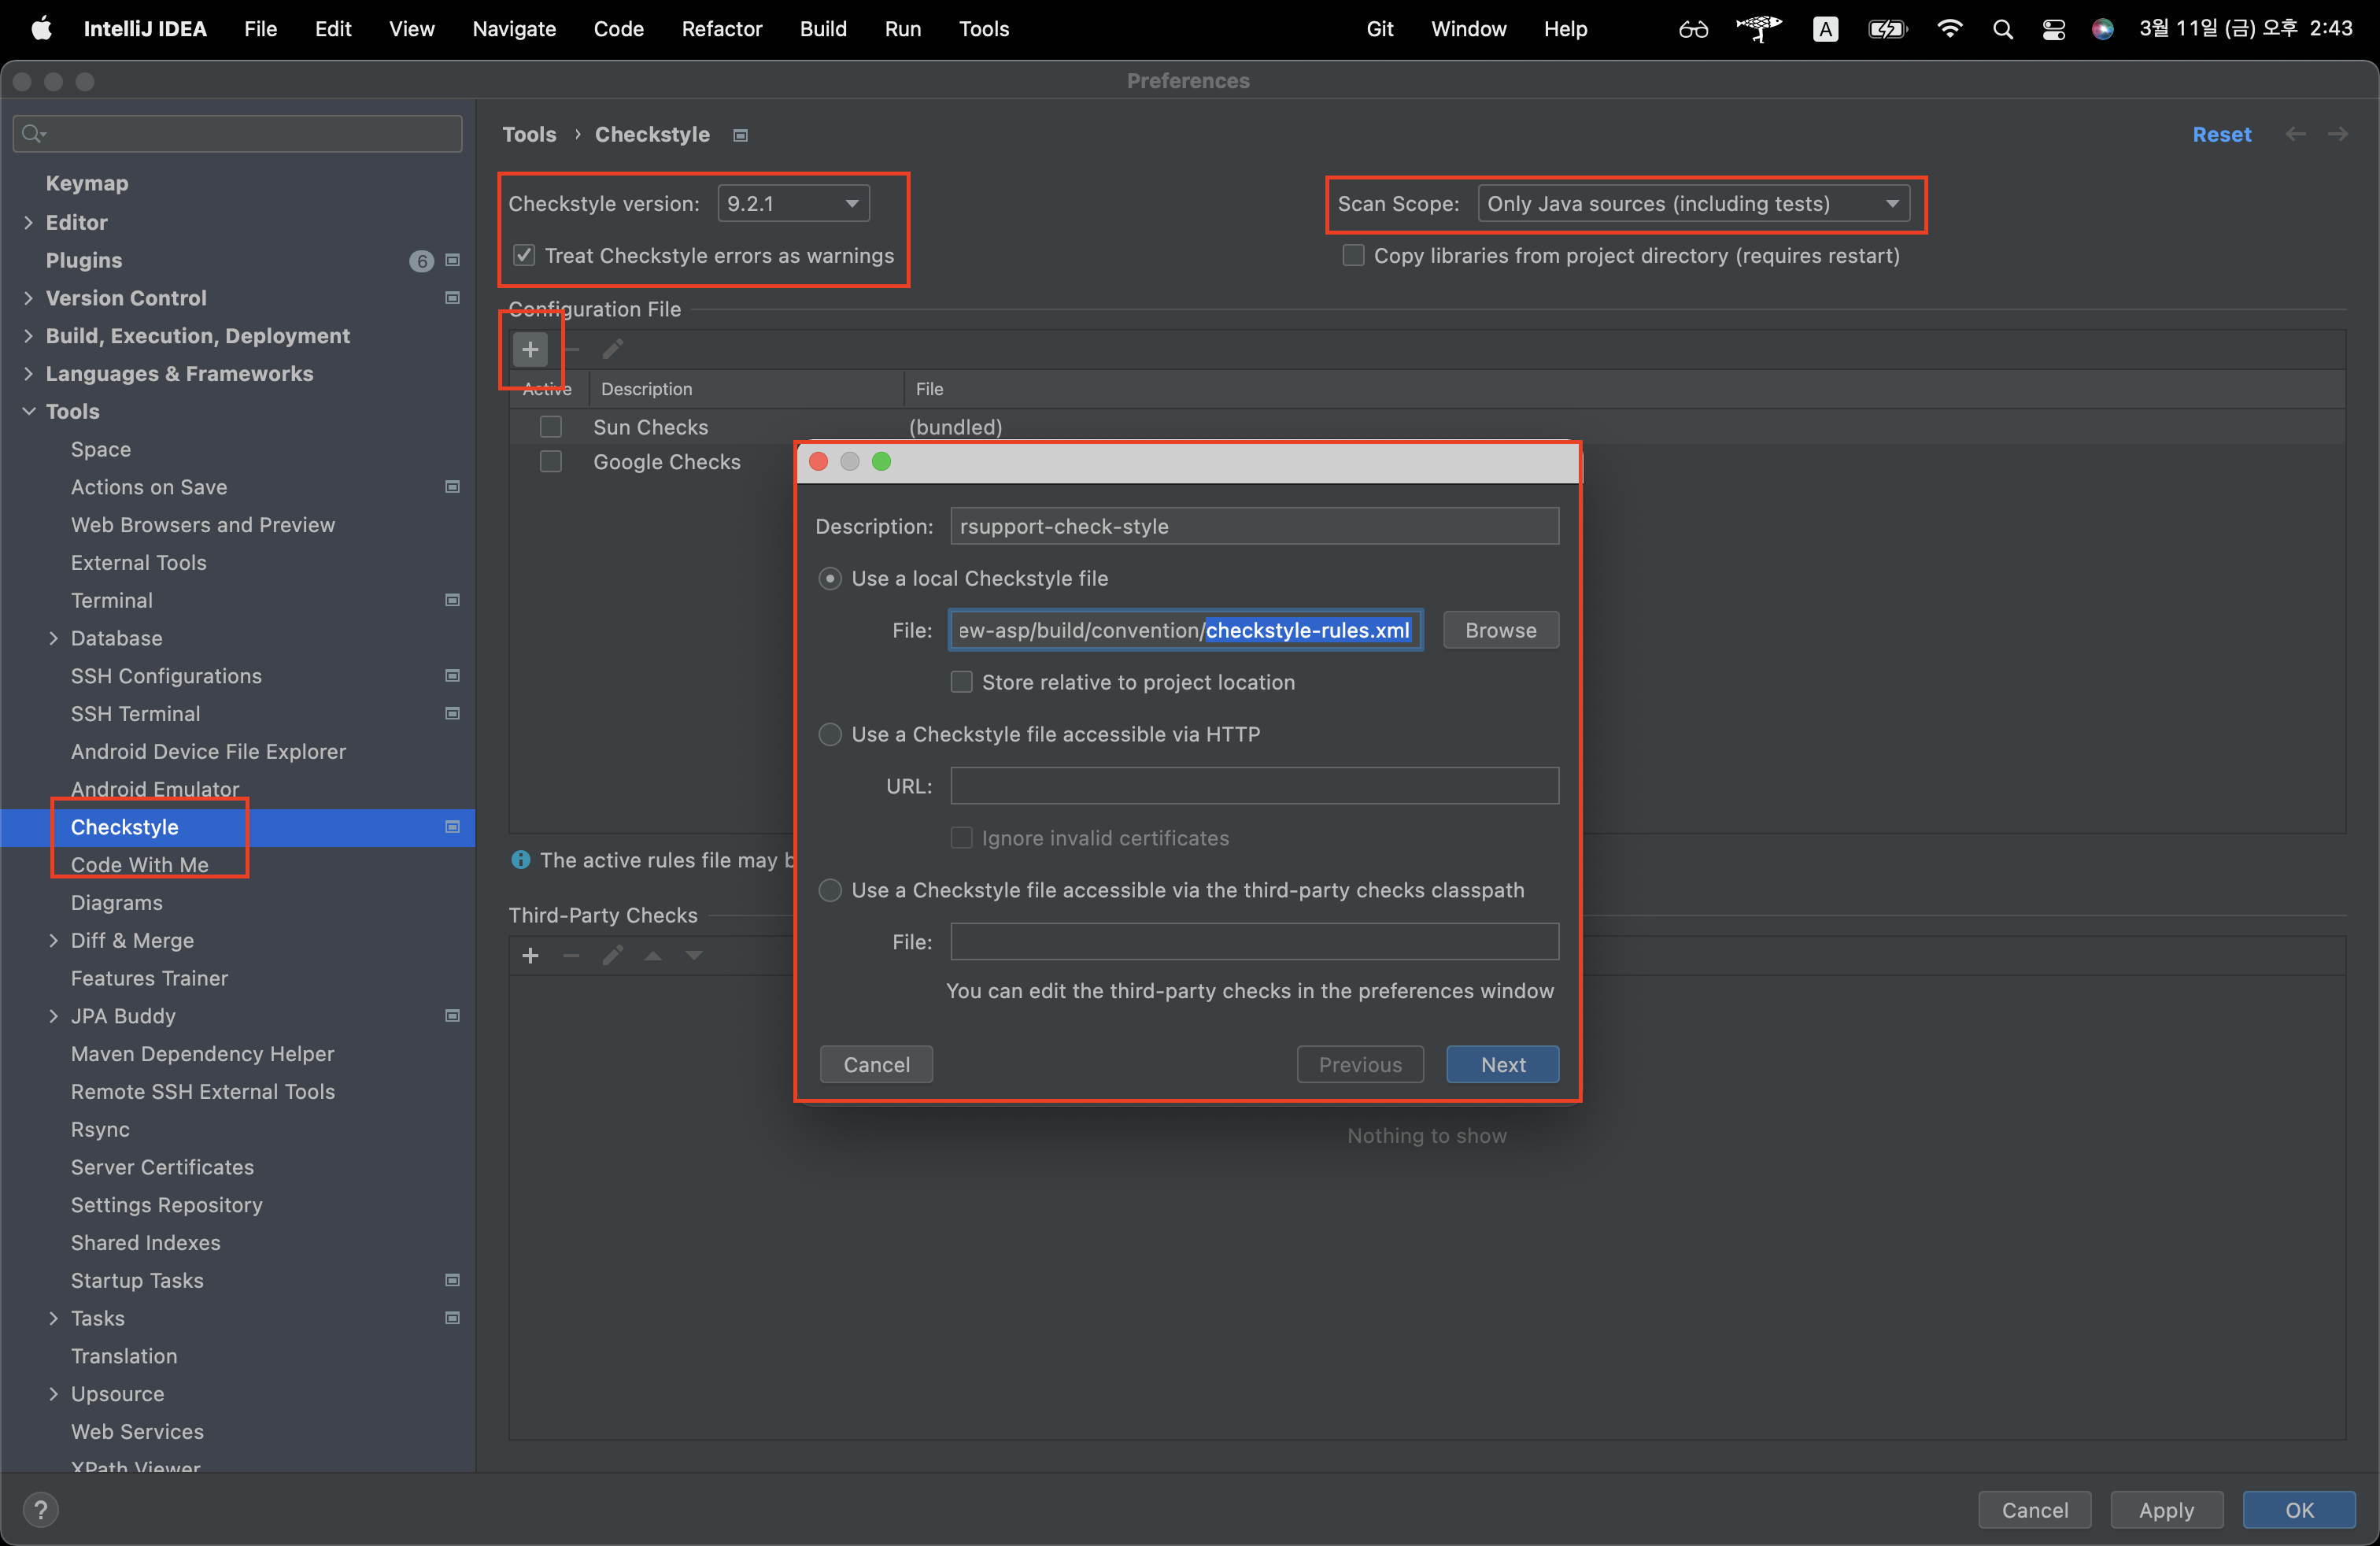 IntelliJ IDEA File Edit View Navigate Code Refactor Build Run Tools Git Window Help A 3월 11일 (금) 오후 2:43
Preferences
Tools › Checkstyle
Reset
Keymap
Editor
Plugins 6
Version Control
Build, Execution, Deployment
Languages & Frameworks
Tools
Space
Actions on Save
Web Browsers and Preview
External Tools
Terminal
Database
SSH Configurations
SSH Terminal
Android Device File Explorer
Android Emulator
Checkstyle
Code With Me
Diagrams
Diff & Merge
Features Trainer
JPA Buddy
Maven Dependency Helper
Remote SSH External Tools
Rsync
Server Certificates
Settings Repository
Shared Indexes
Startup Tasks
Tasks
Translation
Upsource
Web Services
XPath Viewer
Checkstyle version: 9.2.1
Scan Scope: Only Java sources (including tests)
Treat Checkstyle errors as warnings
Copy libraries from project directory (requires restart)
Configuration File
Active Description File
Sun Checks (bundled)
Google Checks
Description: rsupport-check-style
Use a local Checkstyle file
File: ew-asp/build/convention/checkstyle-rules.xml Browse
Store relative to project location
Use a Checkstyle file accessible via HTTP
URL:
Ignore invalid certificates
Use a Checkstyle file accessible via the third-party checks classpath
File:
You can edit the third-party checks in the preferences window
Cancel Previous Next
The active rules file may b
Third-Party Checks
Nothing to show
? Cancel Apply OK